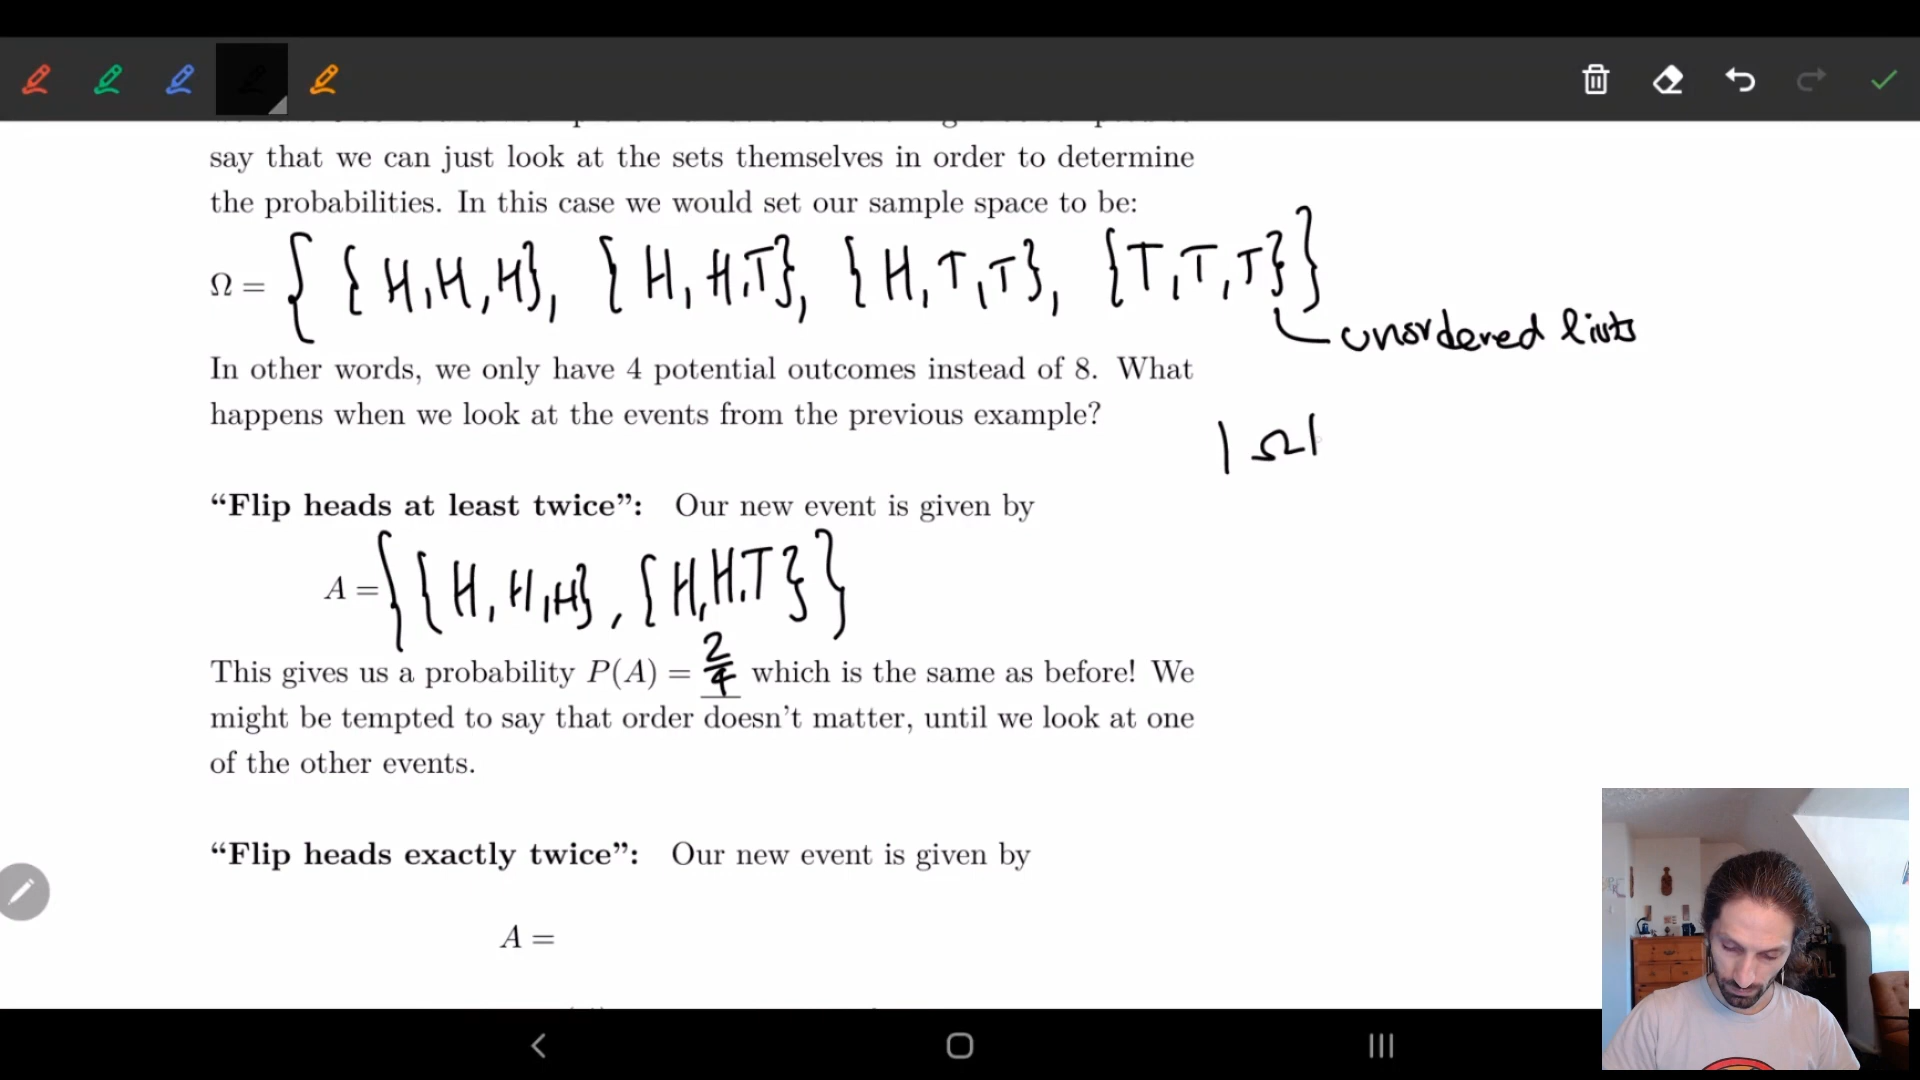 say that we can just look at the sets themselves in order to determine
the probabilities. In this case we would set our sample space to be:
Ω = { {H,H,H}, {H,H,T}, {H,T,T}, {T,T,T} }
unordered lists
In other words, we only have 4 potential outcomes instead of 8. What
happens when we look at the events from the previous example?
|Ω|
“Flip heads at least twice”: Our new event is given by
A = { {H,H,H}, {H,H,T} }
This gives us a probability P(A) = 2/4 which is the same as before! We
might be tempted to say that order doesn’t matter, until we look at one
of the other events.
“Flip heads exactly twice”: Our new event is given by
A =